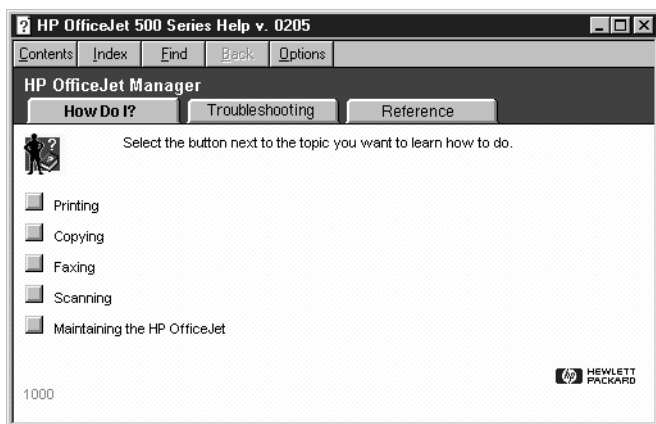 HP OfficeJet 500 Series Help v. 0205
Contents Index Find Back Options
HP OfficeJet Manager
How Do I? Troubleshooting Reference
Select the button next to the topic you want to learn how to do.
Printing
Copying
Faxing
Scanning
Maintaining the HP OfficeJet
hp HEWLETT
PACKARD
1000